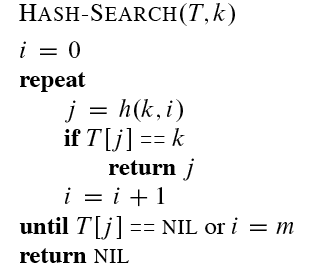 HASH-SEARCH(T, k)
i = 0
repeat
j = h(k, i)
if T[j] == k
return j
i = i + 1
until T[j] == NIL or i = m
return NIL